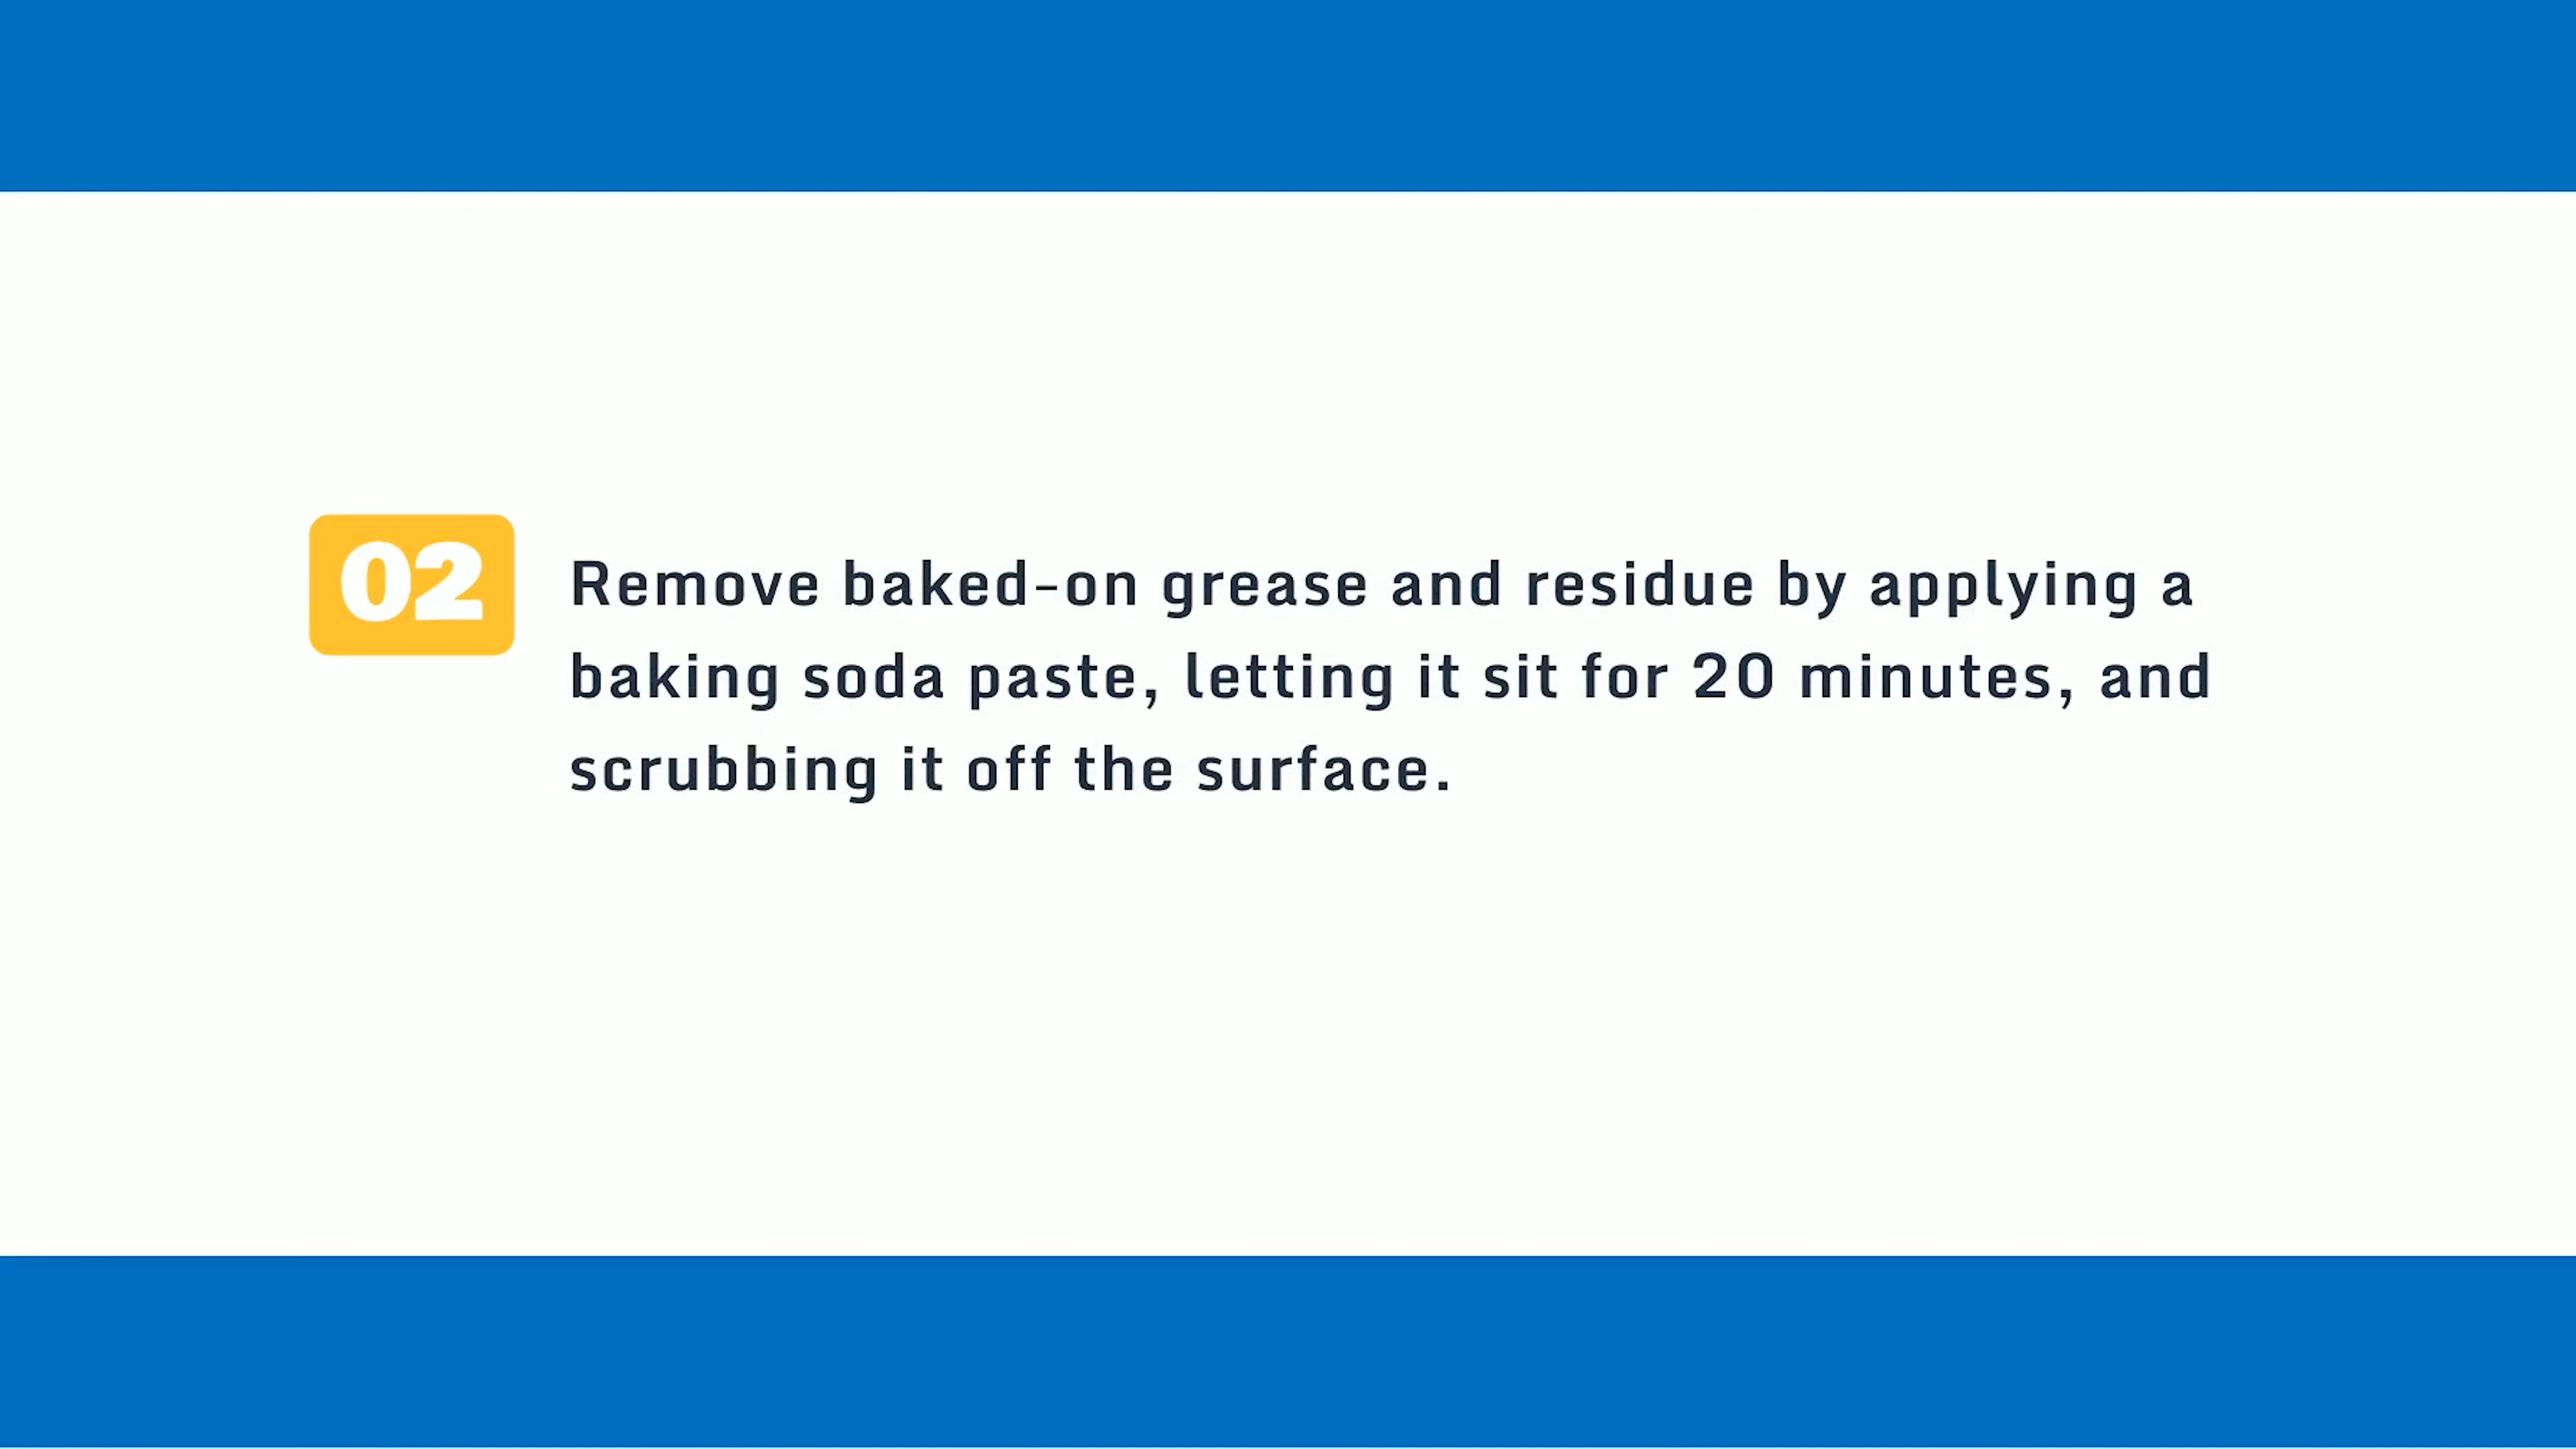 02
Remove baked-on grease and residue by applying a
baking soda paste, letting it sit for 20 minutes, and
scrubbing it off the surface.